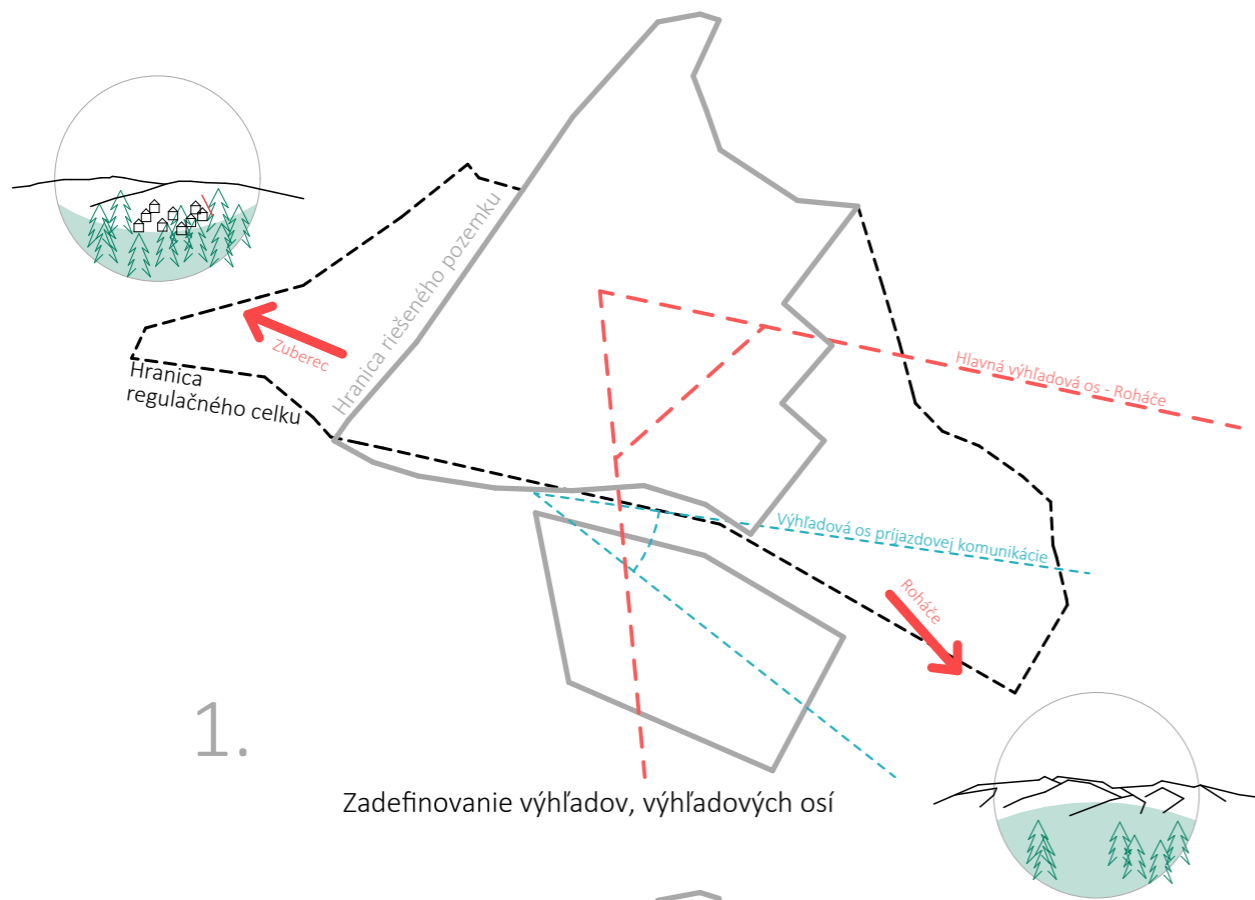 Hranica riešeného pozemku
Zuberec
Hranica
regulačného celku
Hlavná výhľadová os - Roháče
Výhľadová os príjazdovej komunikácie
Roháče
1.
Zadefinovanie výhľadov, výhľadových osí